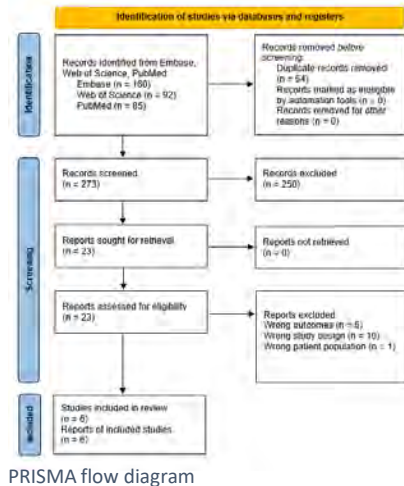 Identification of studies via databases and registers
Identification
Records identified from Embase,
Web of Science, PubMed
Embase (n = 160)
Web of Science (n = 92)
PubMed (n = 85)
Records removed before
screening:
Duplicate records removed
(n = 64)
Records marked as ineligible
by automation tools (n = 0)
Records removed for other
reasons (n = 0)
Screening
Records screened
(n = 273)
Records excluded
(n = 250)
Reports sought for retrieval
(n = 23)
Reports not retrieved
(n = 0)
Reports assessed for eligibility
(n = 23)
Reports excluded
Wrong outcomes (n = 6)
Wrong study design (n = 10)
Wrong patient population (n = 1)
Included
Studies included in review
(n = 6)
Reports of included studies
(n = 6)
PRISMA flow diagram